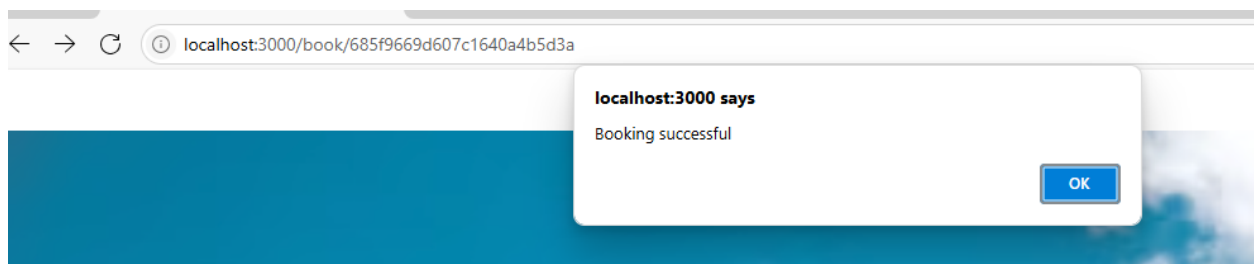 localhost:3000/book/685f9669d607c1640a4b5d3a
localhost:3000 says
Booking successful
OK